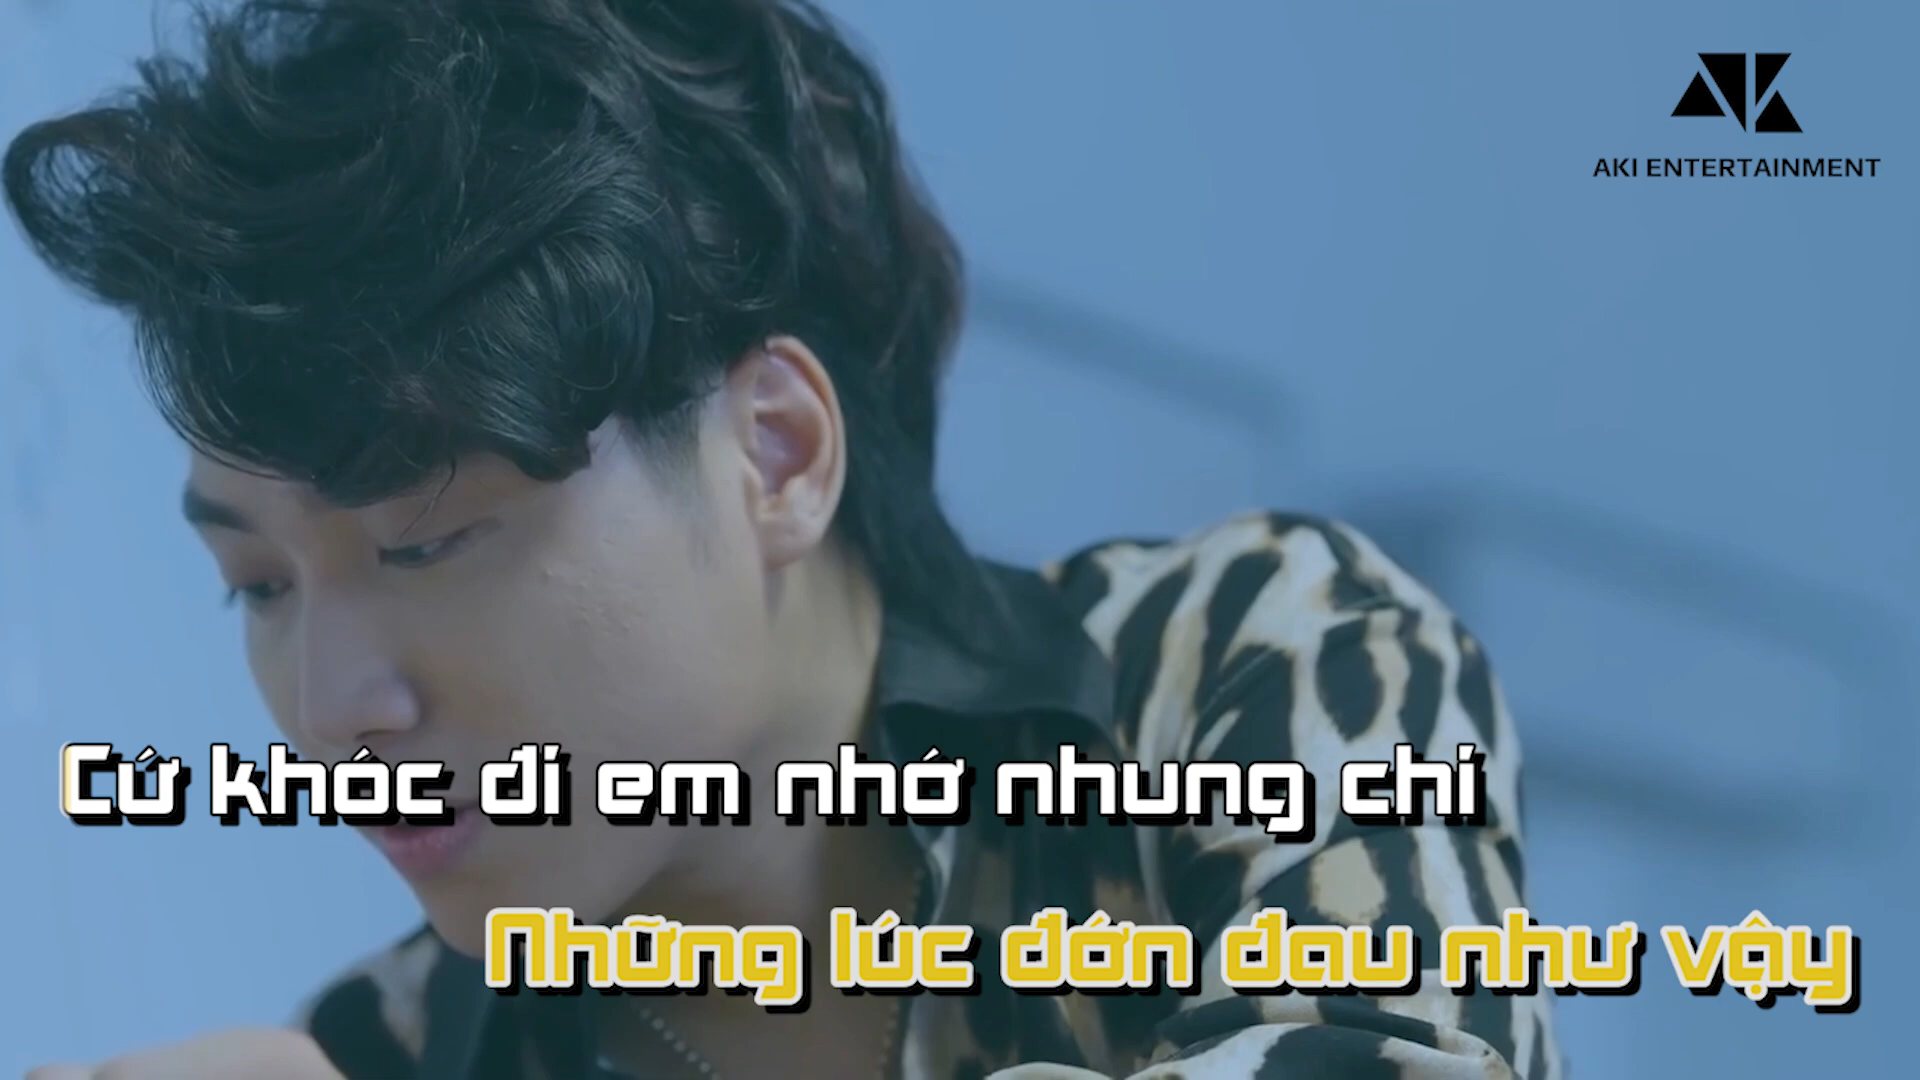 AKI ENTERTAINMENT
Cứ khóc đi em nhớ nhung chi
Những lúc đớn đau như vậy